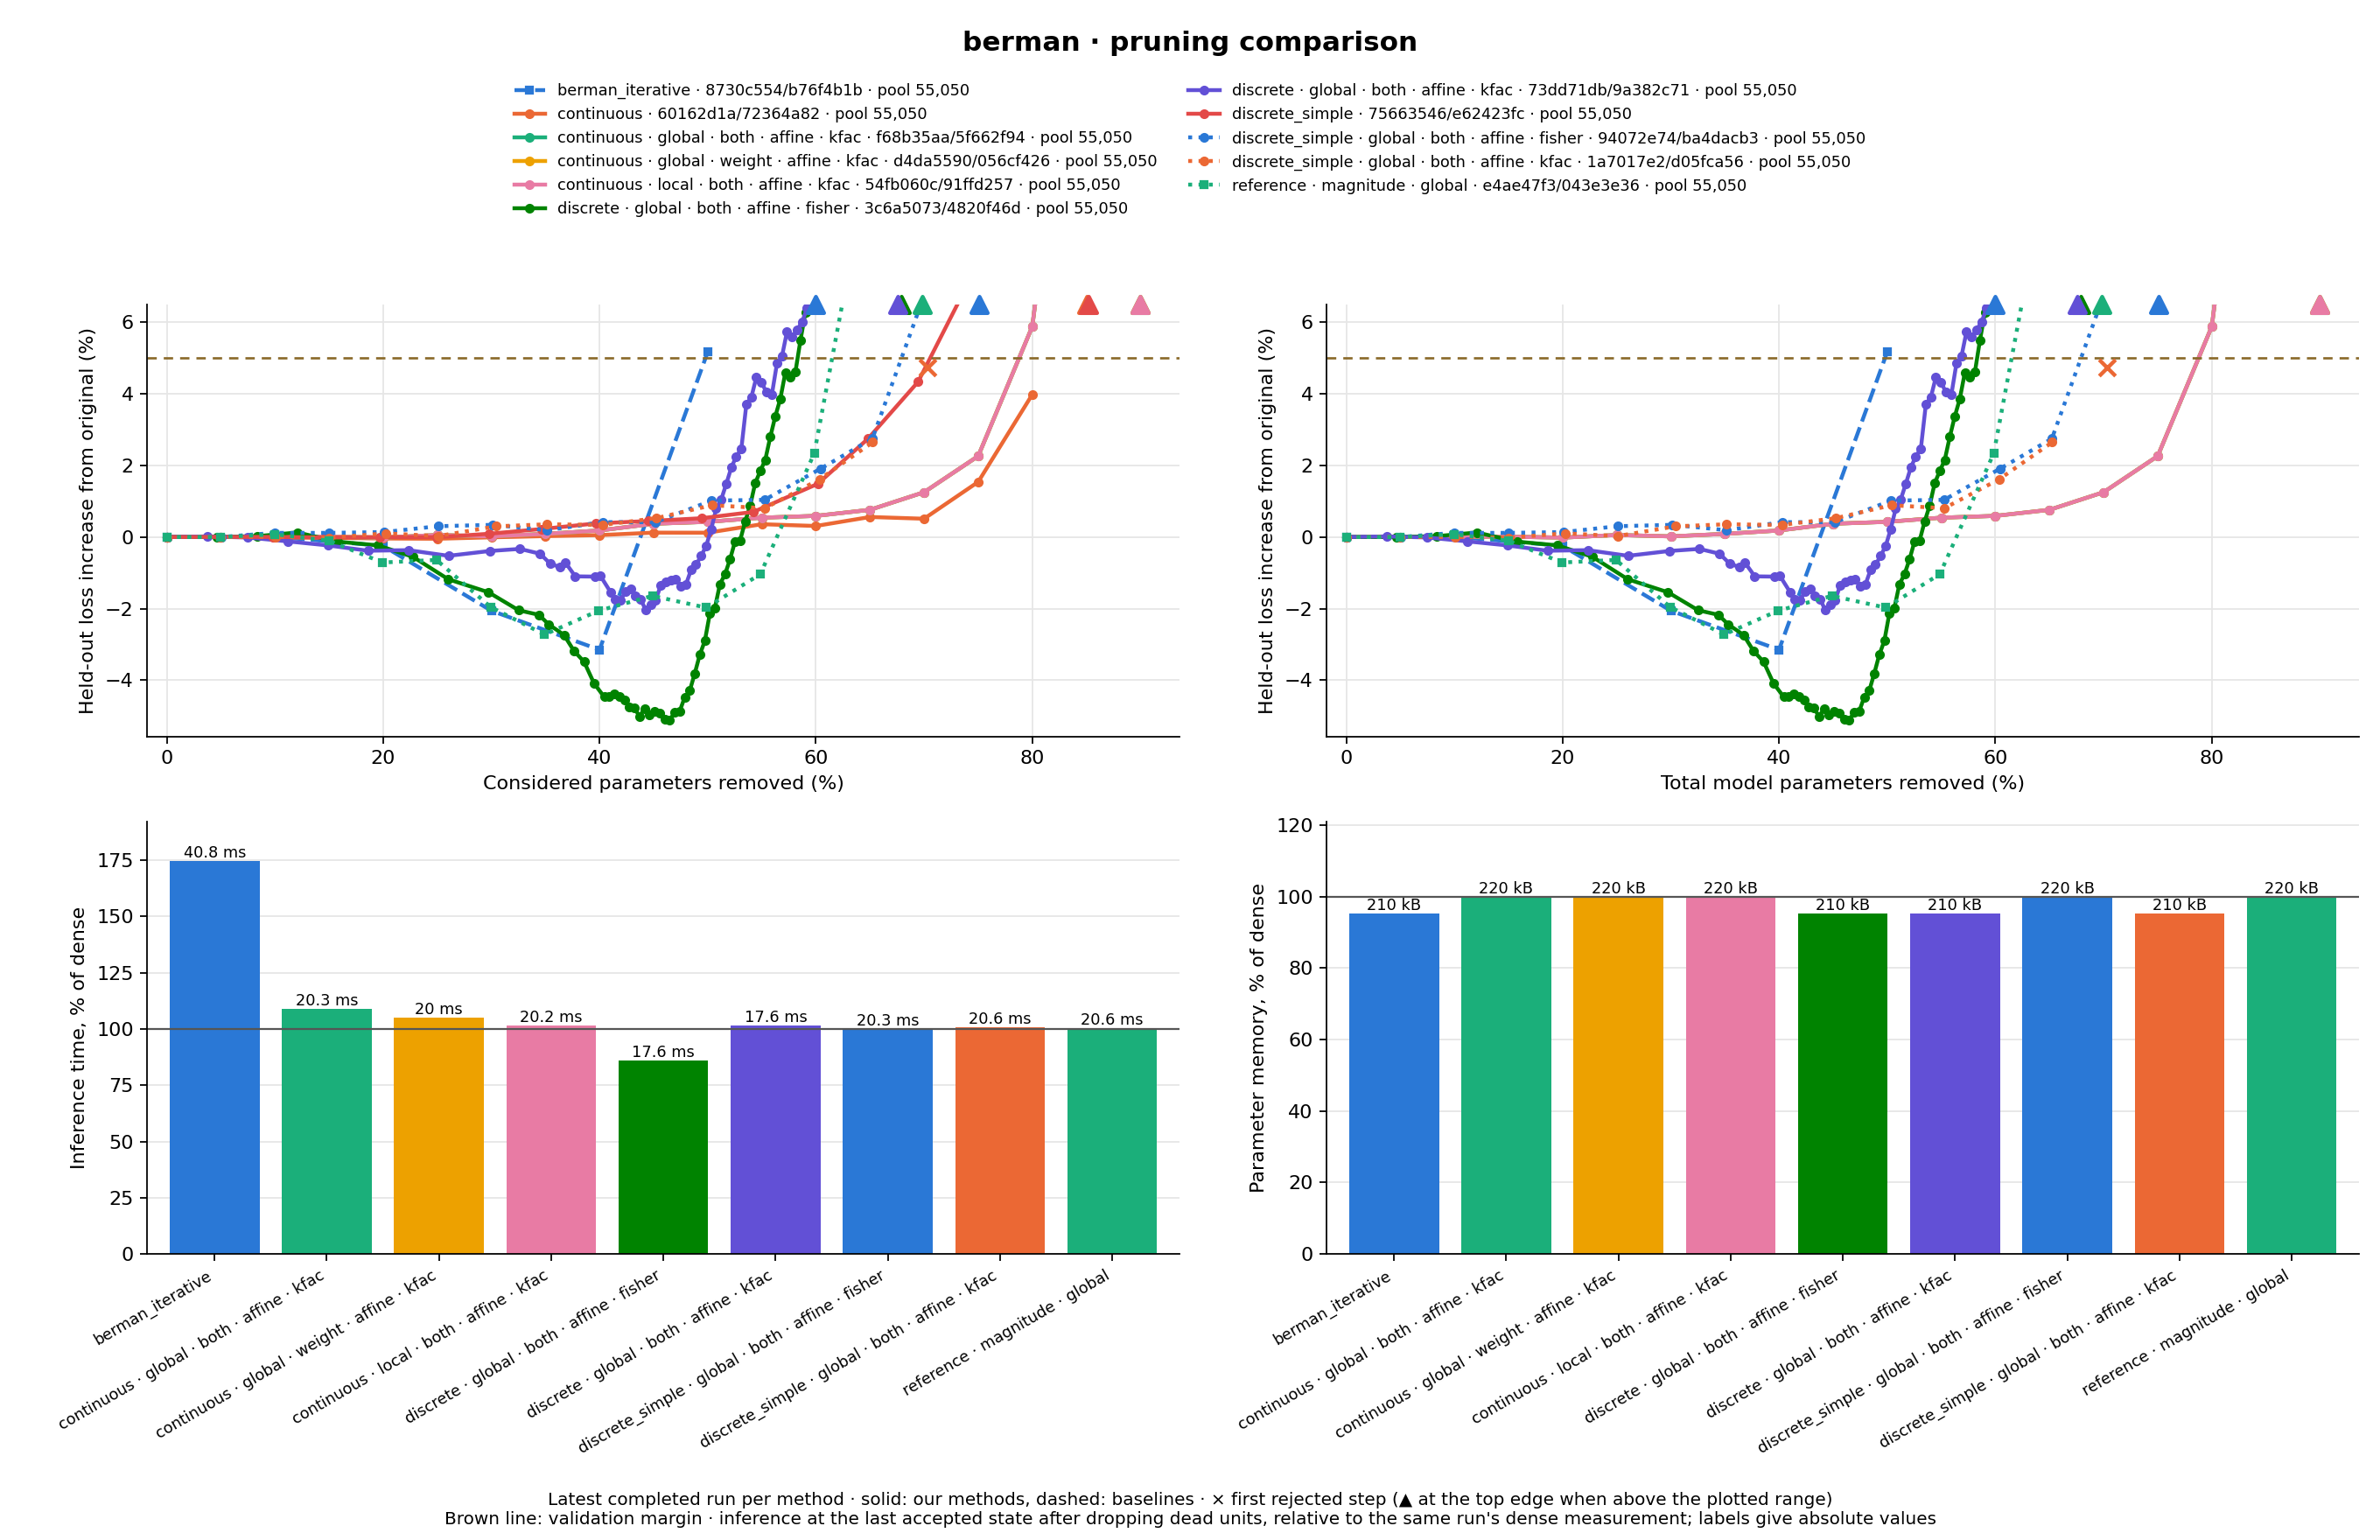 berman · pruning comparison
berman_iterative · 8730c554/b76f4b1b · pool 55,050
continuous · 60162d1a/72364a82 · pool 55,050
continuous · global · both · affine · kfac · f68b35aa/5f662f94 · pool 55,050
continuous · global · weight · affine · kfac · d4da5590/056cf426 · pool 55,050
continuous · local · both · affine · kfac · 54fb060c/91ffd257 · pool 55,050
discrete · global · both · affine · fisher · 3c6a5073/4820f46d · pool 55,050
discrete · global · both · affine · kfac · 73dd71db/9a382c71 · pool 55,050
discrete_simple · 75663546/e62423fc · pool 55,050
discrete_simple · global · both · affine · fisher · 94072e74/ba4dacb3 · pool 55,050
discrete_simple · global · both · affine · kfac · 1a7017e2/d05fca56 · pool 55,050
reference · magnitude · global · e4ae47f3/043e3e36 · pool 55,050
Held-out loss increase from original (%)
6
4
2
0
−2
−4
0 20 40 60 80
Considered parameters removed (%)
Held-out loss increase from original (%)
6
4
2
0
−2
−4
0 20 40 60 80
Total model parameters removed (%)
Inference time, % of dense
175
150
125
100
75
50
25
0
40.8 ms
20.3 ms
20 ms
20.2 ms
17.6 ms
17.6 ms
20.3 ms
20.6 ms
20.6 ms
berman_iterative
continuous · global · both · affine · kfac
continuous · global · weight · affine · kfac
continuous · local · both · affine · kfac
discrete · global · both · affine · fisher
discrete · global · both · affine · kfac
discrete_simple · global · both · affine · fisher
discrete_simple · global · both · affine · kfac
reference · magnitude · global
Parameter memory, % of dense
120
100
80
60
40
20
0
210 kB
220 kB
220 kB
220 kB
210 kB
210 kB
220 kB
210 kB
220 kB
berman_iterative
continuous · global · both · affine · kfac
continuous · global · weight · affine · kfac
continuous · local · both · affine · kfac
discrete · global · both · affine · fisher
discrete · global · both · affine · kfac
discrete_simple · global · both · affine · fisher
discrete_simple · global · both · affine · kfac
reference · magnitude · global
Latest completed run per method · solid: our methods, dashed: baselines · × first rejected step (▲ at the top edge when above the plotted range)
Brown line: validation margin · inference at the last accepted state after dropping dead units, relative to the same run's dense measurement; labels give absolute values